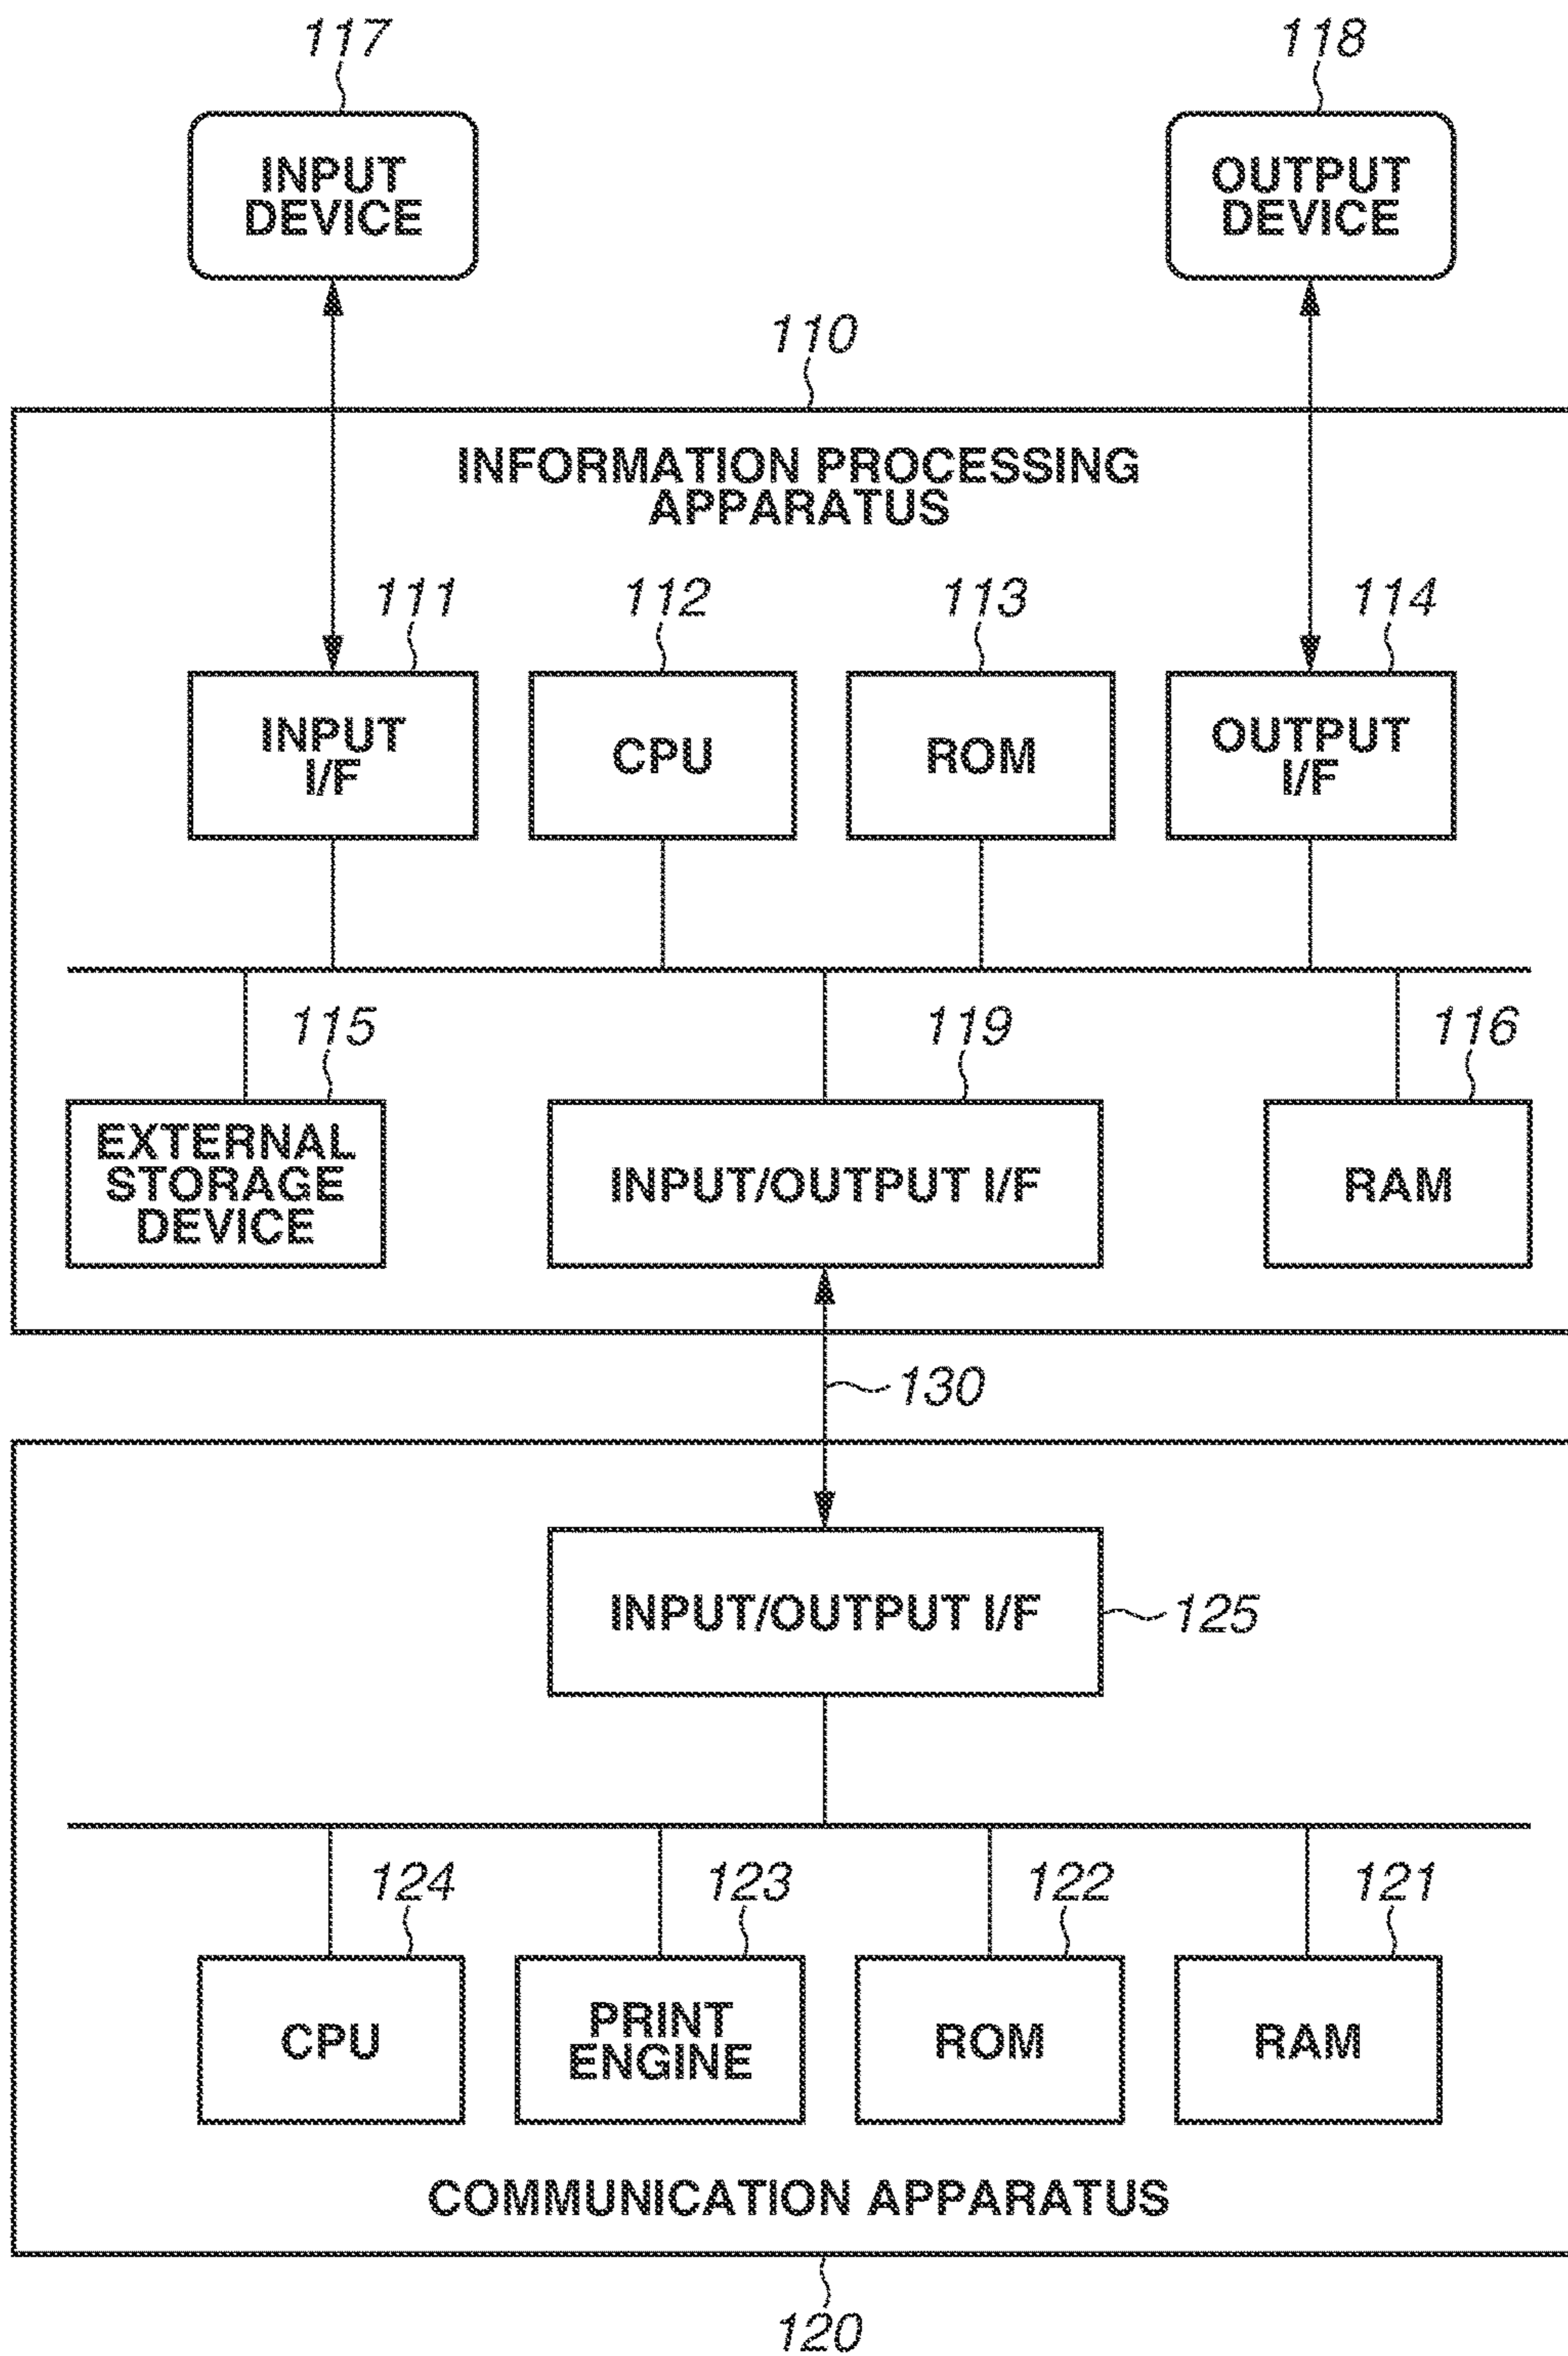 117
118
INPUT
DEVICE
OUTPUT
DEVICE
110
INFORMATION PROCESSING
APPARATUS
111
112
113
114
INPUT
I/F
CPU
ROM
OUTPUT
I/F
115
119
116
EXTERNAL
STORAGE
DEVICE
INPUT/OUTPUT I/F
RAM
130
INPUT/OUTPUT I/F
125
124
123
122
121
CPU
PRINT
ENGINE
ROM
RAM
COMMUNICATION APPARATUS
120